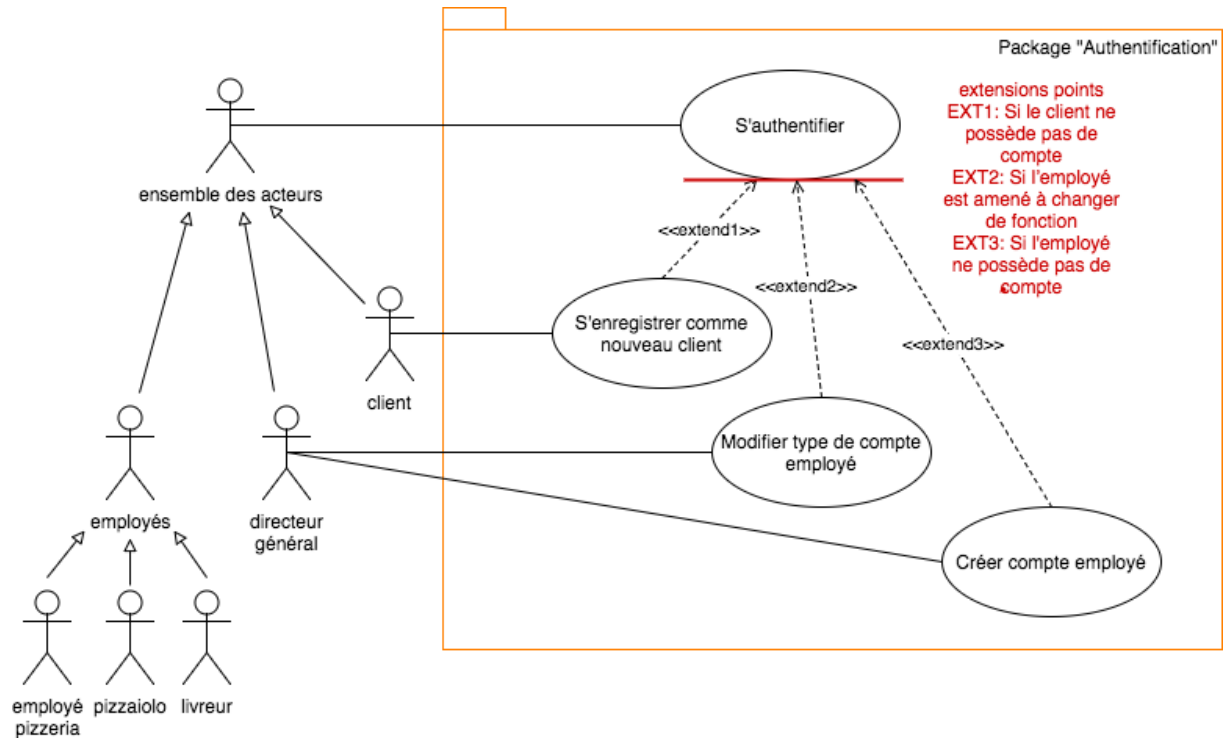 Package "Authentification"
extensions points
EXT1: Si le client ne
possède pas de
compte
EXT2: Si l'employé
est amené à changer
de fonction
EXT3: Si l'employé
ne possède pas de
compte
S'authentifier
ensemble des acteurs
<<extend1>>
<<extend2>>
<<extend3>>
S'enregistrer comme
nouveau client
client
Modifier type de compte
employé
employés
directeur
général
Créer compte employé
employé
pizzeria
pizzaiolo
livreur